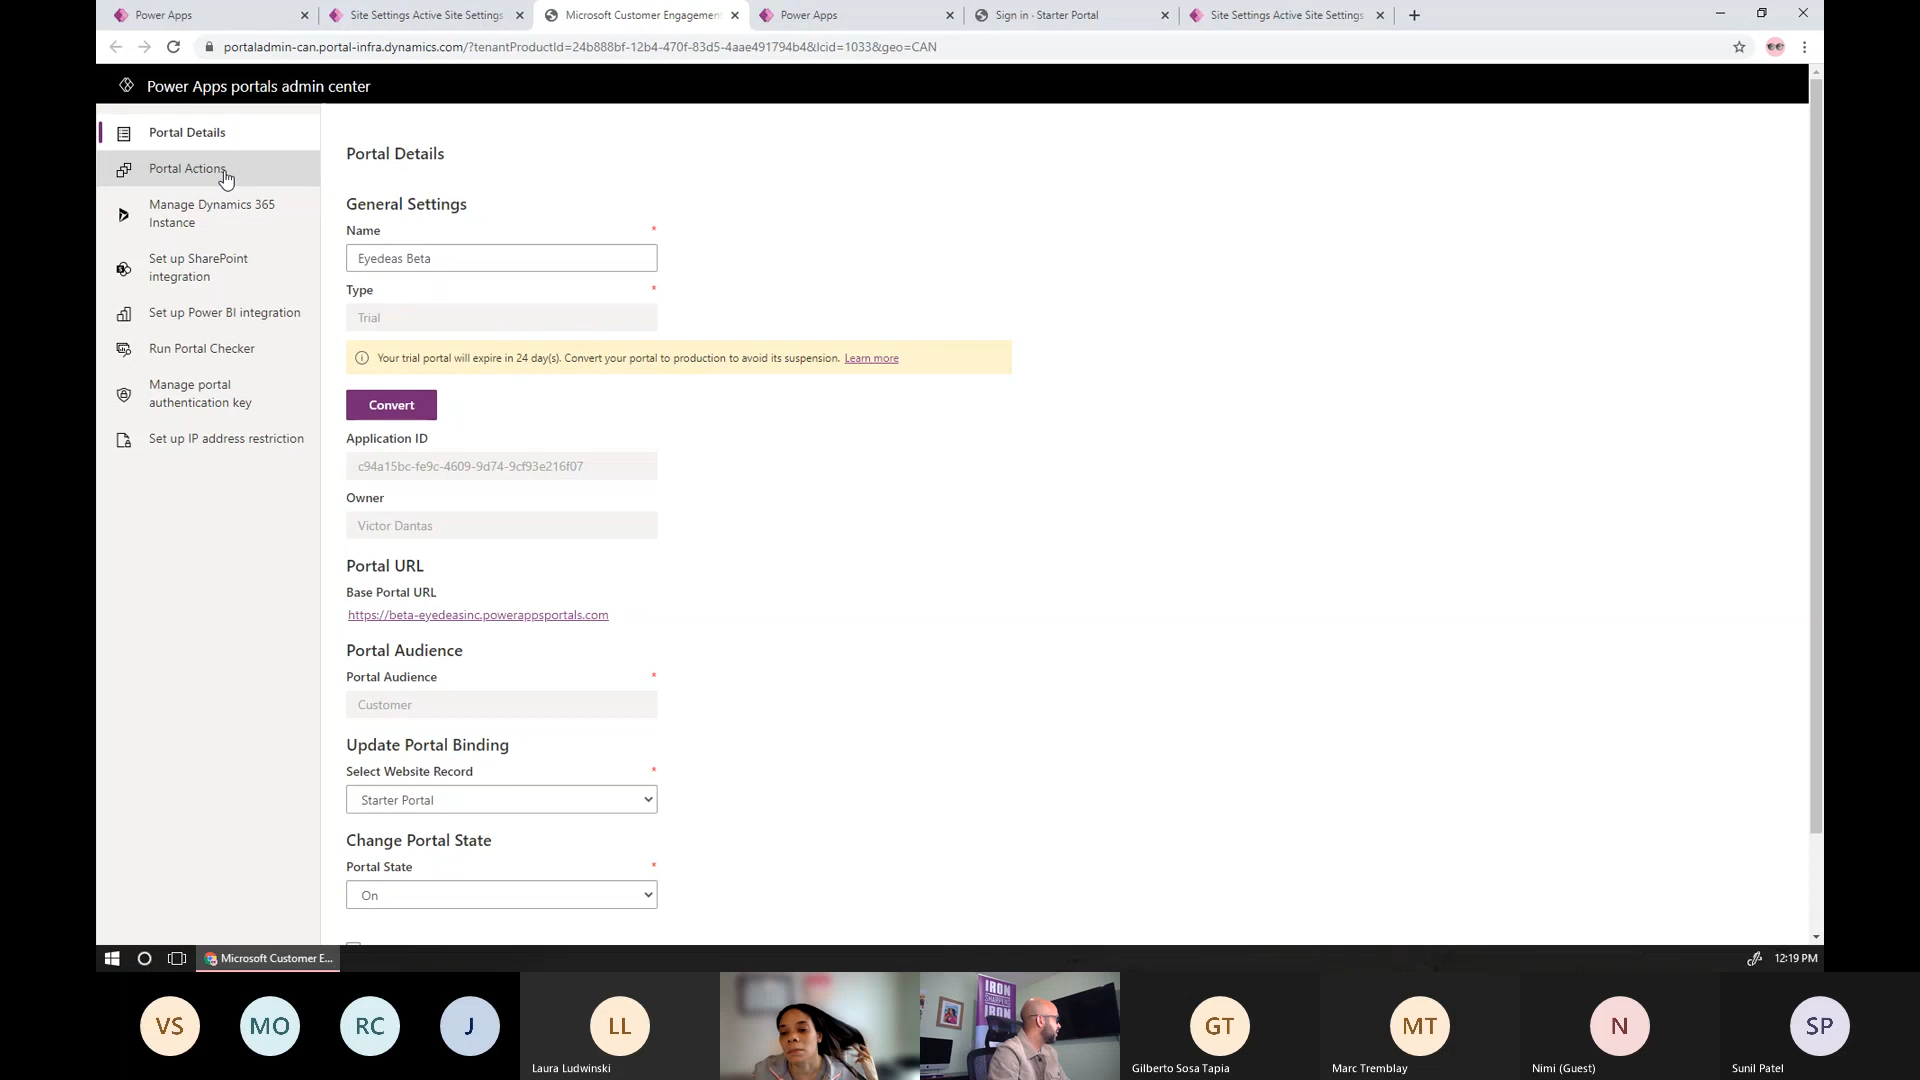 Power Apps
Site Settings Active Site Settings
Microsoft Customer Engagement
Power Apps
Sign in · Starter Portal
Site Settings Active Site Settings
portaladmin-can.portal-infra.dynamics.com/?tenantProductId=24b888bf-12b4-470f-83d5-4aae491794b4&lcid=1033&geo=CAN
Power Apps portals admin center
Portal Details
Portal Actions
Manage Dynamics 365
Instance
Set up SharePoint
integration
Set up Power BI integration
Run Portal Checker
Manage portal
authentication key
Set up IP address restriction
Portal Details
General Settings
Name *
Eyedeas Beta
Type *
Trial
Your trial portal will expire in 24 day(s). Convert your portal to production to avoid its suspension. Learn more
Convert
Application ID
c94a15bc-fe9c-4609-9d74-9cf93e216f07
Owner
Victor Dantas
Portal URL
Base Portal URL
https://beta-eyedeasinc.powerappsportals.com
Portal Audience
Portal Audience *
Customer
Update Portal Binding
Select Website Record *
Starter Portal
Change Portal State
Portal State *
On
Microsoft Customer E...
12:19 PM
VS
MO
RC
J
LL
Laura Ludwinski
IRON
SHARPENS
IRON
GT
Gilberto Sosa Tapia
MT
Marc Tremblay
N
Nimi (Guest)
SP
Sunil Patel